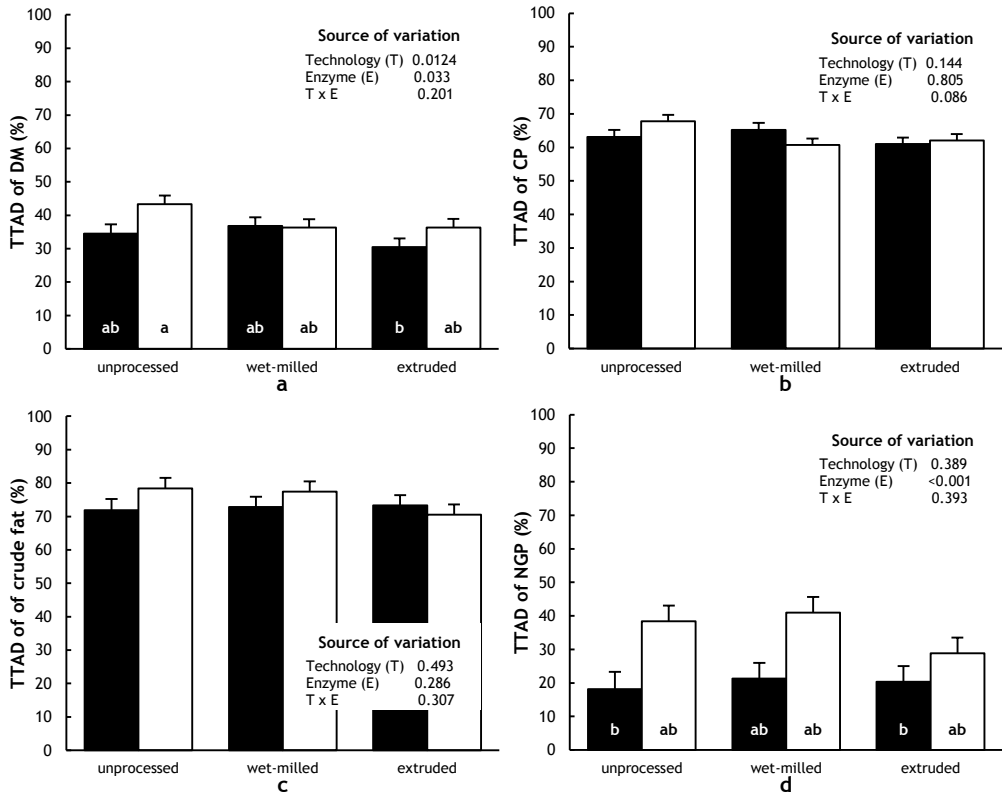 100
90
80
70
60
50
40
30
20
10
0
TTAD of DM (%)
Source of variation
Technology (T) 0.0124
Enzyme (E) 0.033
T x E 0.201
ab
a
ab
ab
b
ab
unprocessed
wet-milled
extruded
a
100
90
80
70
60
50
40
30
20
10
0
TTAD of CP (%)
Source of variation
Technology (T) 0.144
Enzyme (E) 0.805
T x E 0.086
unprocessed
wet-milled
extruded
b
100
90
80
70
60
50
40
30
20
10
0
TTAD of of crude fat (%)
Source of variation
Technology (T) 0.493
Enzyme (E) 0.286
T x E 0.307
unprocessed
wet-milled
extruded
c
100
90
80
70
60
50
40
30
20
10
0
TTAD of NGP (%)
Source of variation
Technology (T) 0.389
Enzyme (E) <0.001
T x E 0.393
b
ab
ab
ab
b
ab
unprocessed
wet-milled
extruded
d